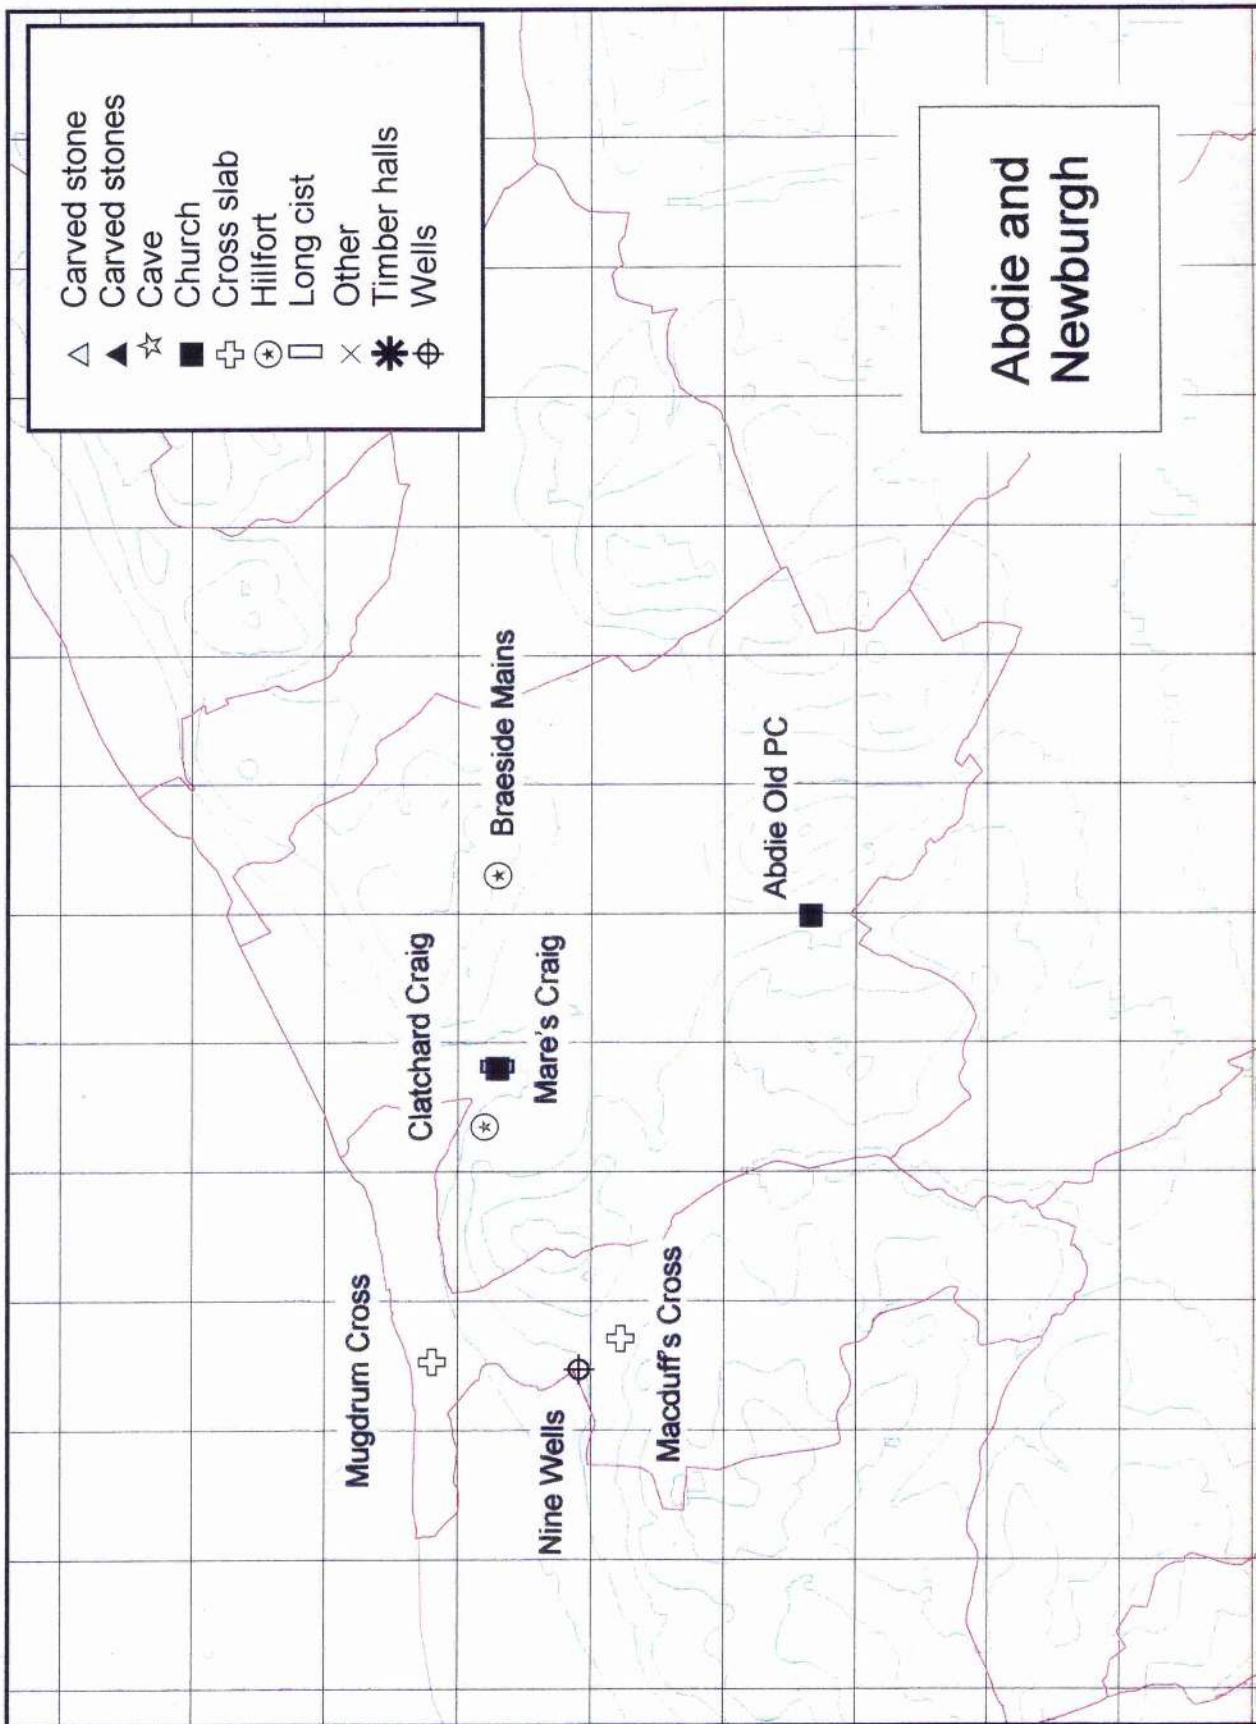 Carved stone
Carved stones
Cave
Church
Cross slab
Hillfort
Long cist
Other
Timber halls
Wells
Mugdrum Cross
Clatchard Craig
Braeside Mains
Mare's Craig
Nine Wells
Macduff's Cross
Abdie Old PC
Abdie and
Newburgh